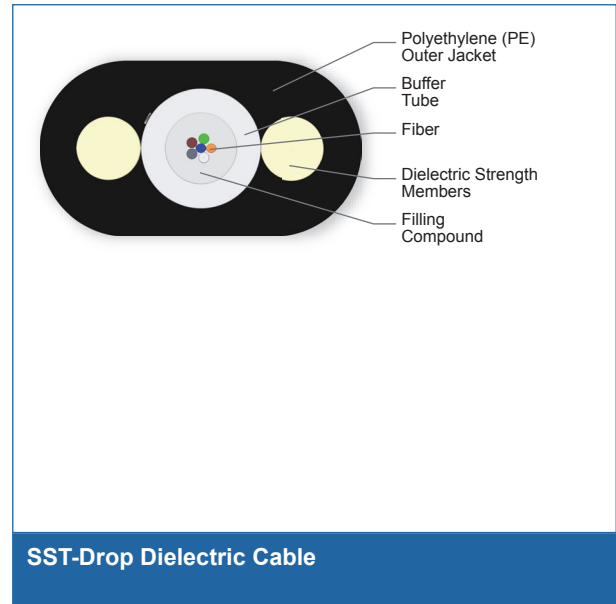 Polyethylene (PE)
Outer Jacket
Buffer
Tube
Fiber
Dielectric Strength
Members
Filling
Compound
SST-Drop Dielectric Cable